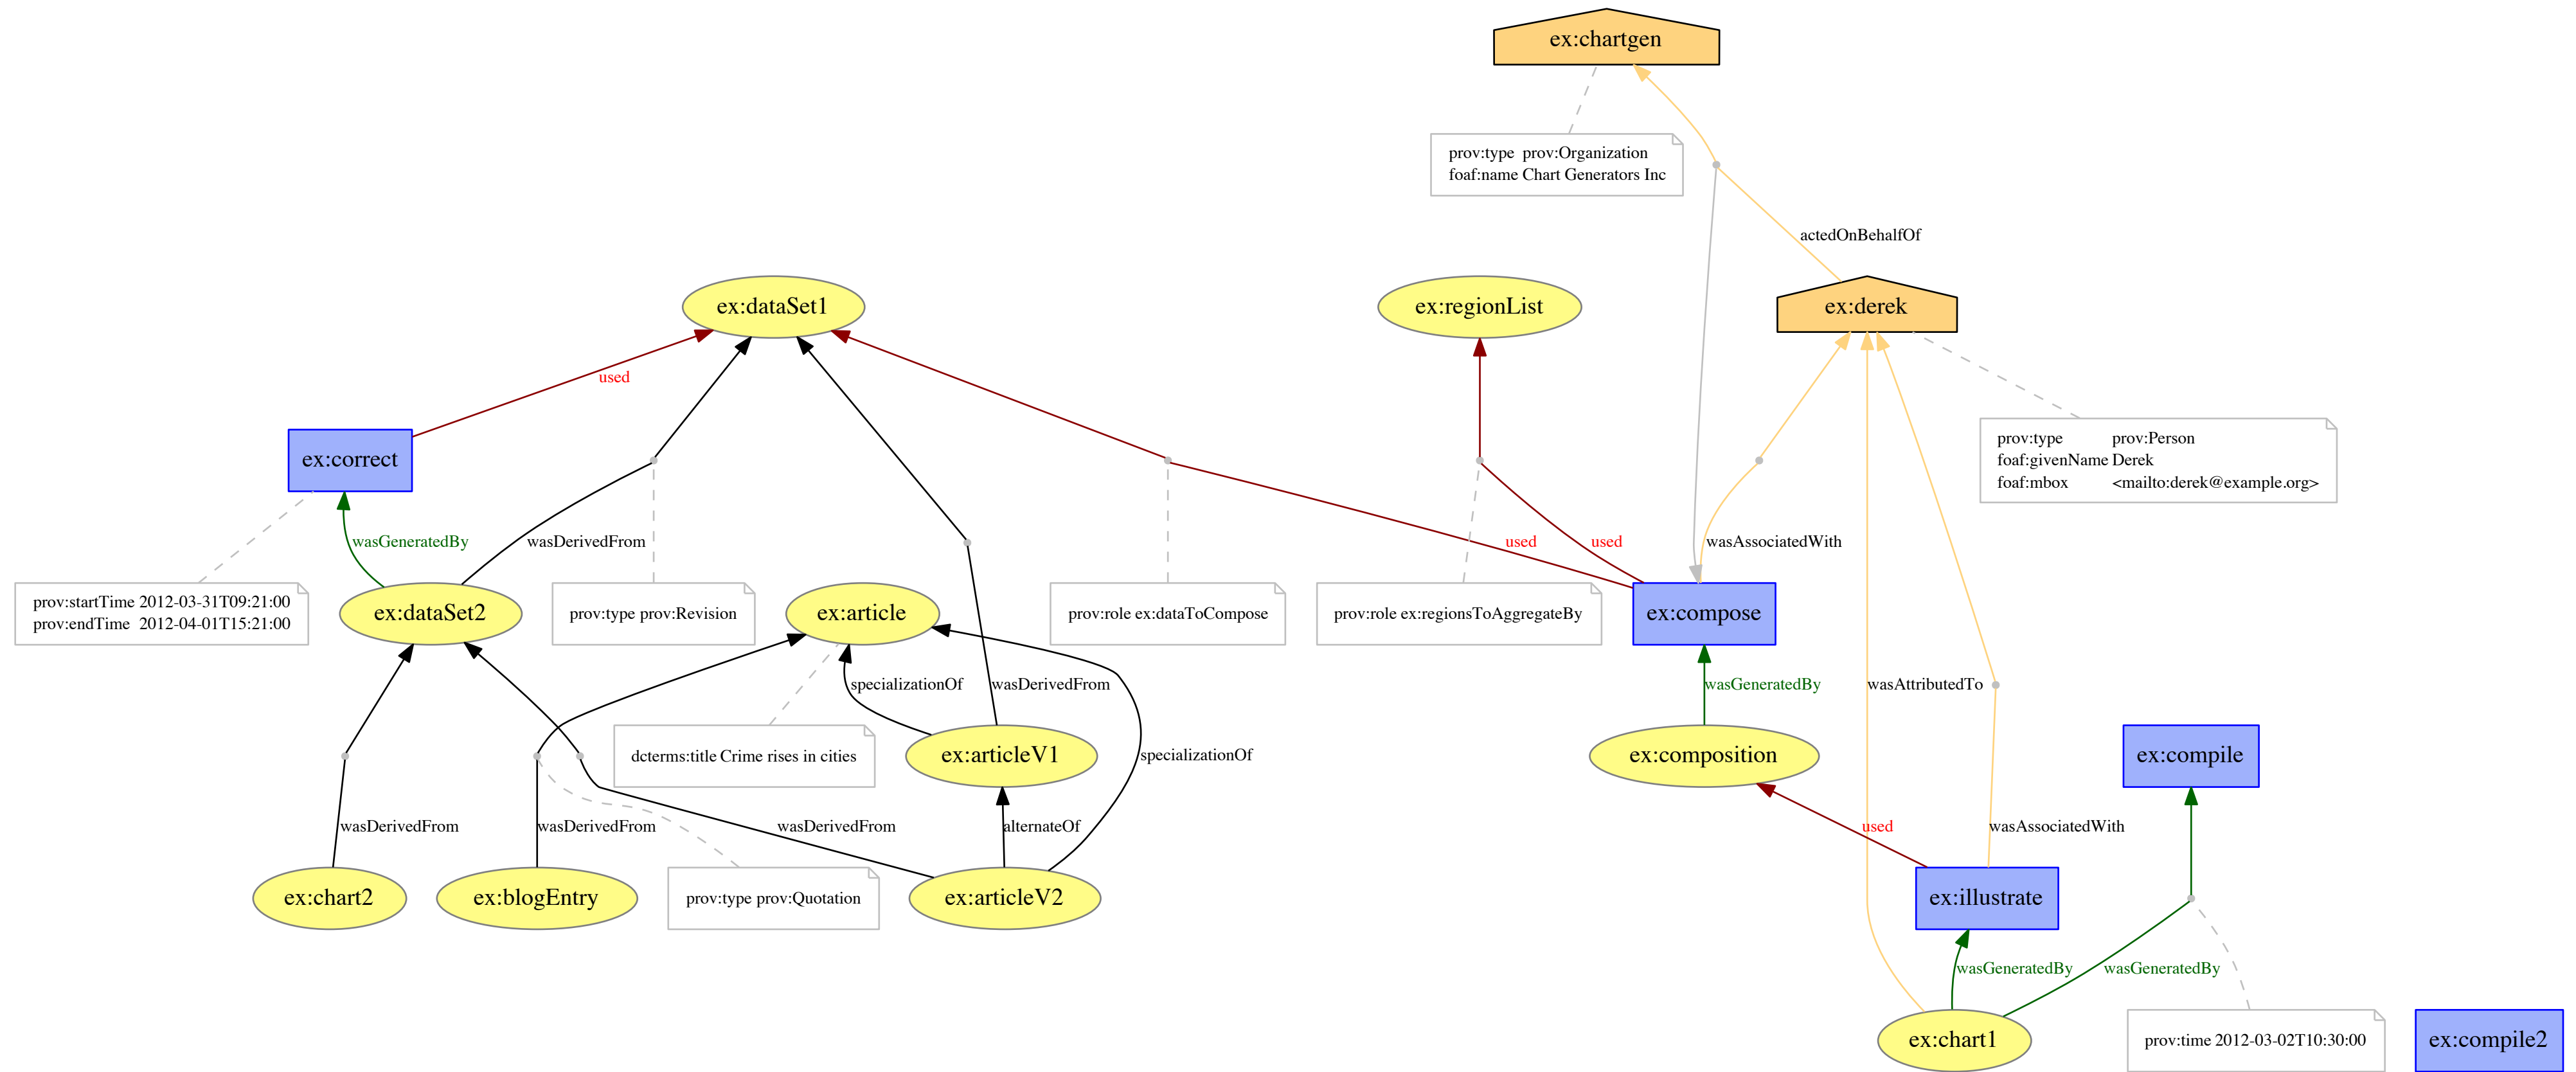 ex:chartgen
prov:type prov:Organization
foaf:name Chart Generators Inc
actedOnBehalfOf
ex:dataSet1
ex:regionList
ex:derek
used
prov:type prov:Person
foaf:givenName Derek
foaf:mbox <mailto:derek@example.org>
ex:correct
wasGeneratedBy
wasDerivedFrom
used
used
wasAssociatedWith
prov:startTime 2012-03-31T09:21:00
prov:endTime 2012-04-01T15:21:00
ex:dataSet2
prov:type prov:Revision
ex:article
prov:role ex:dataToCompose
prov:role ex:regionsToAggregateBy
ex:compose
specializationOf
wasDerivedFrom
wasGeneratedBy
wasAttributedTo
dcterms:title Crime rises in cities
ex:articleV1
specializationOf
ex:composition
ex:compile
wasDerivedFrom
wasDerivedFrom
wasDerivedFrom
alternateOf
used
wasAssociatedWith
ex:chart2
ex:blogEntry
prov:type prov:Quotation
ex:articleV2
ex:illustrate
wasGeneratedBy
wasGeneratedBy
ex:chart1
prov:time 2012-03-02T10:30:00
ex:compile2